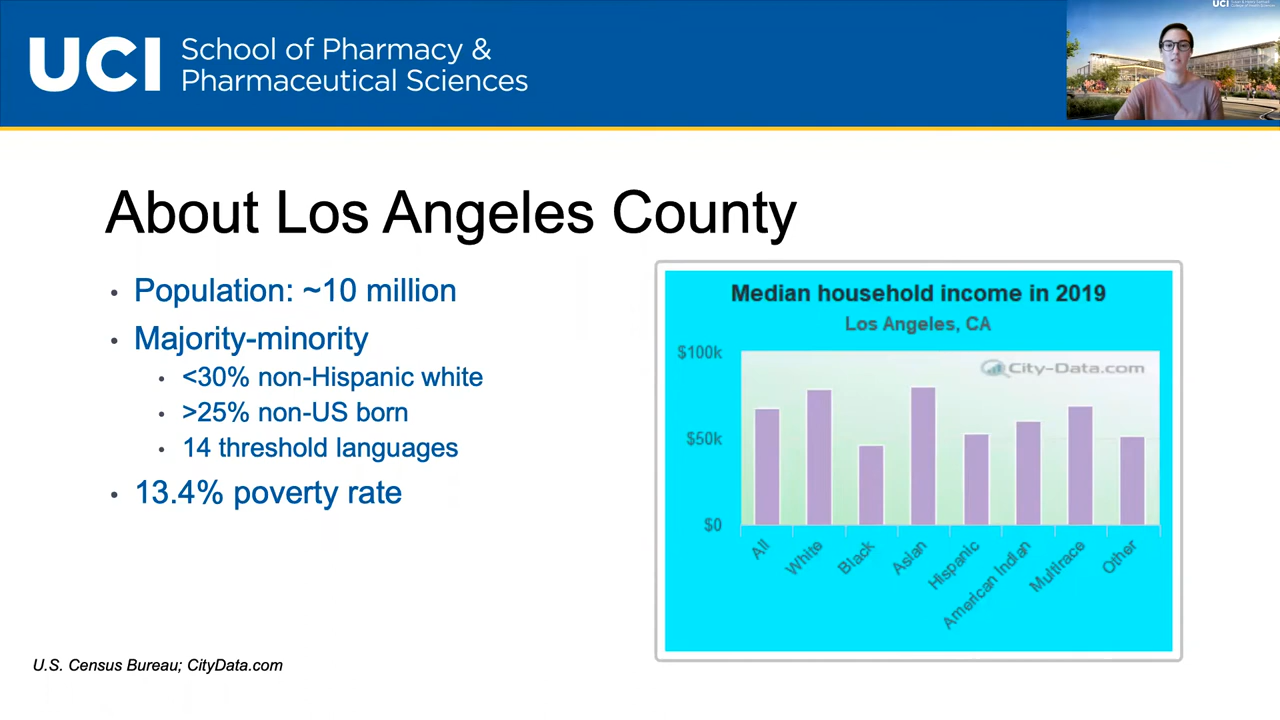 UCI School of Pharmacy &
Pharmaceutical Sciences
UCI
About Los Angeles County
• Population: ~10 million
• Majority-minority
• <30% non-Hispanic white
• >25% non-US born
• 14 threshold languages
• 13.4% poverty rate
Median household income in 2019
Los Angeles, CA
City-Data.com
$100k
$50k
$0
All
White
Black
Asian
Hispanic
American Indian
Multirace
Other
U.S. Census Bureau; CityData.com